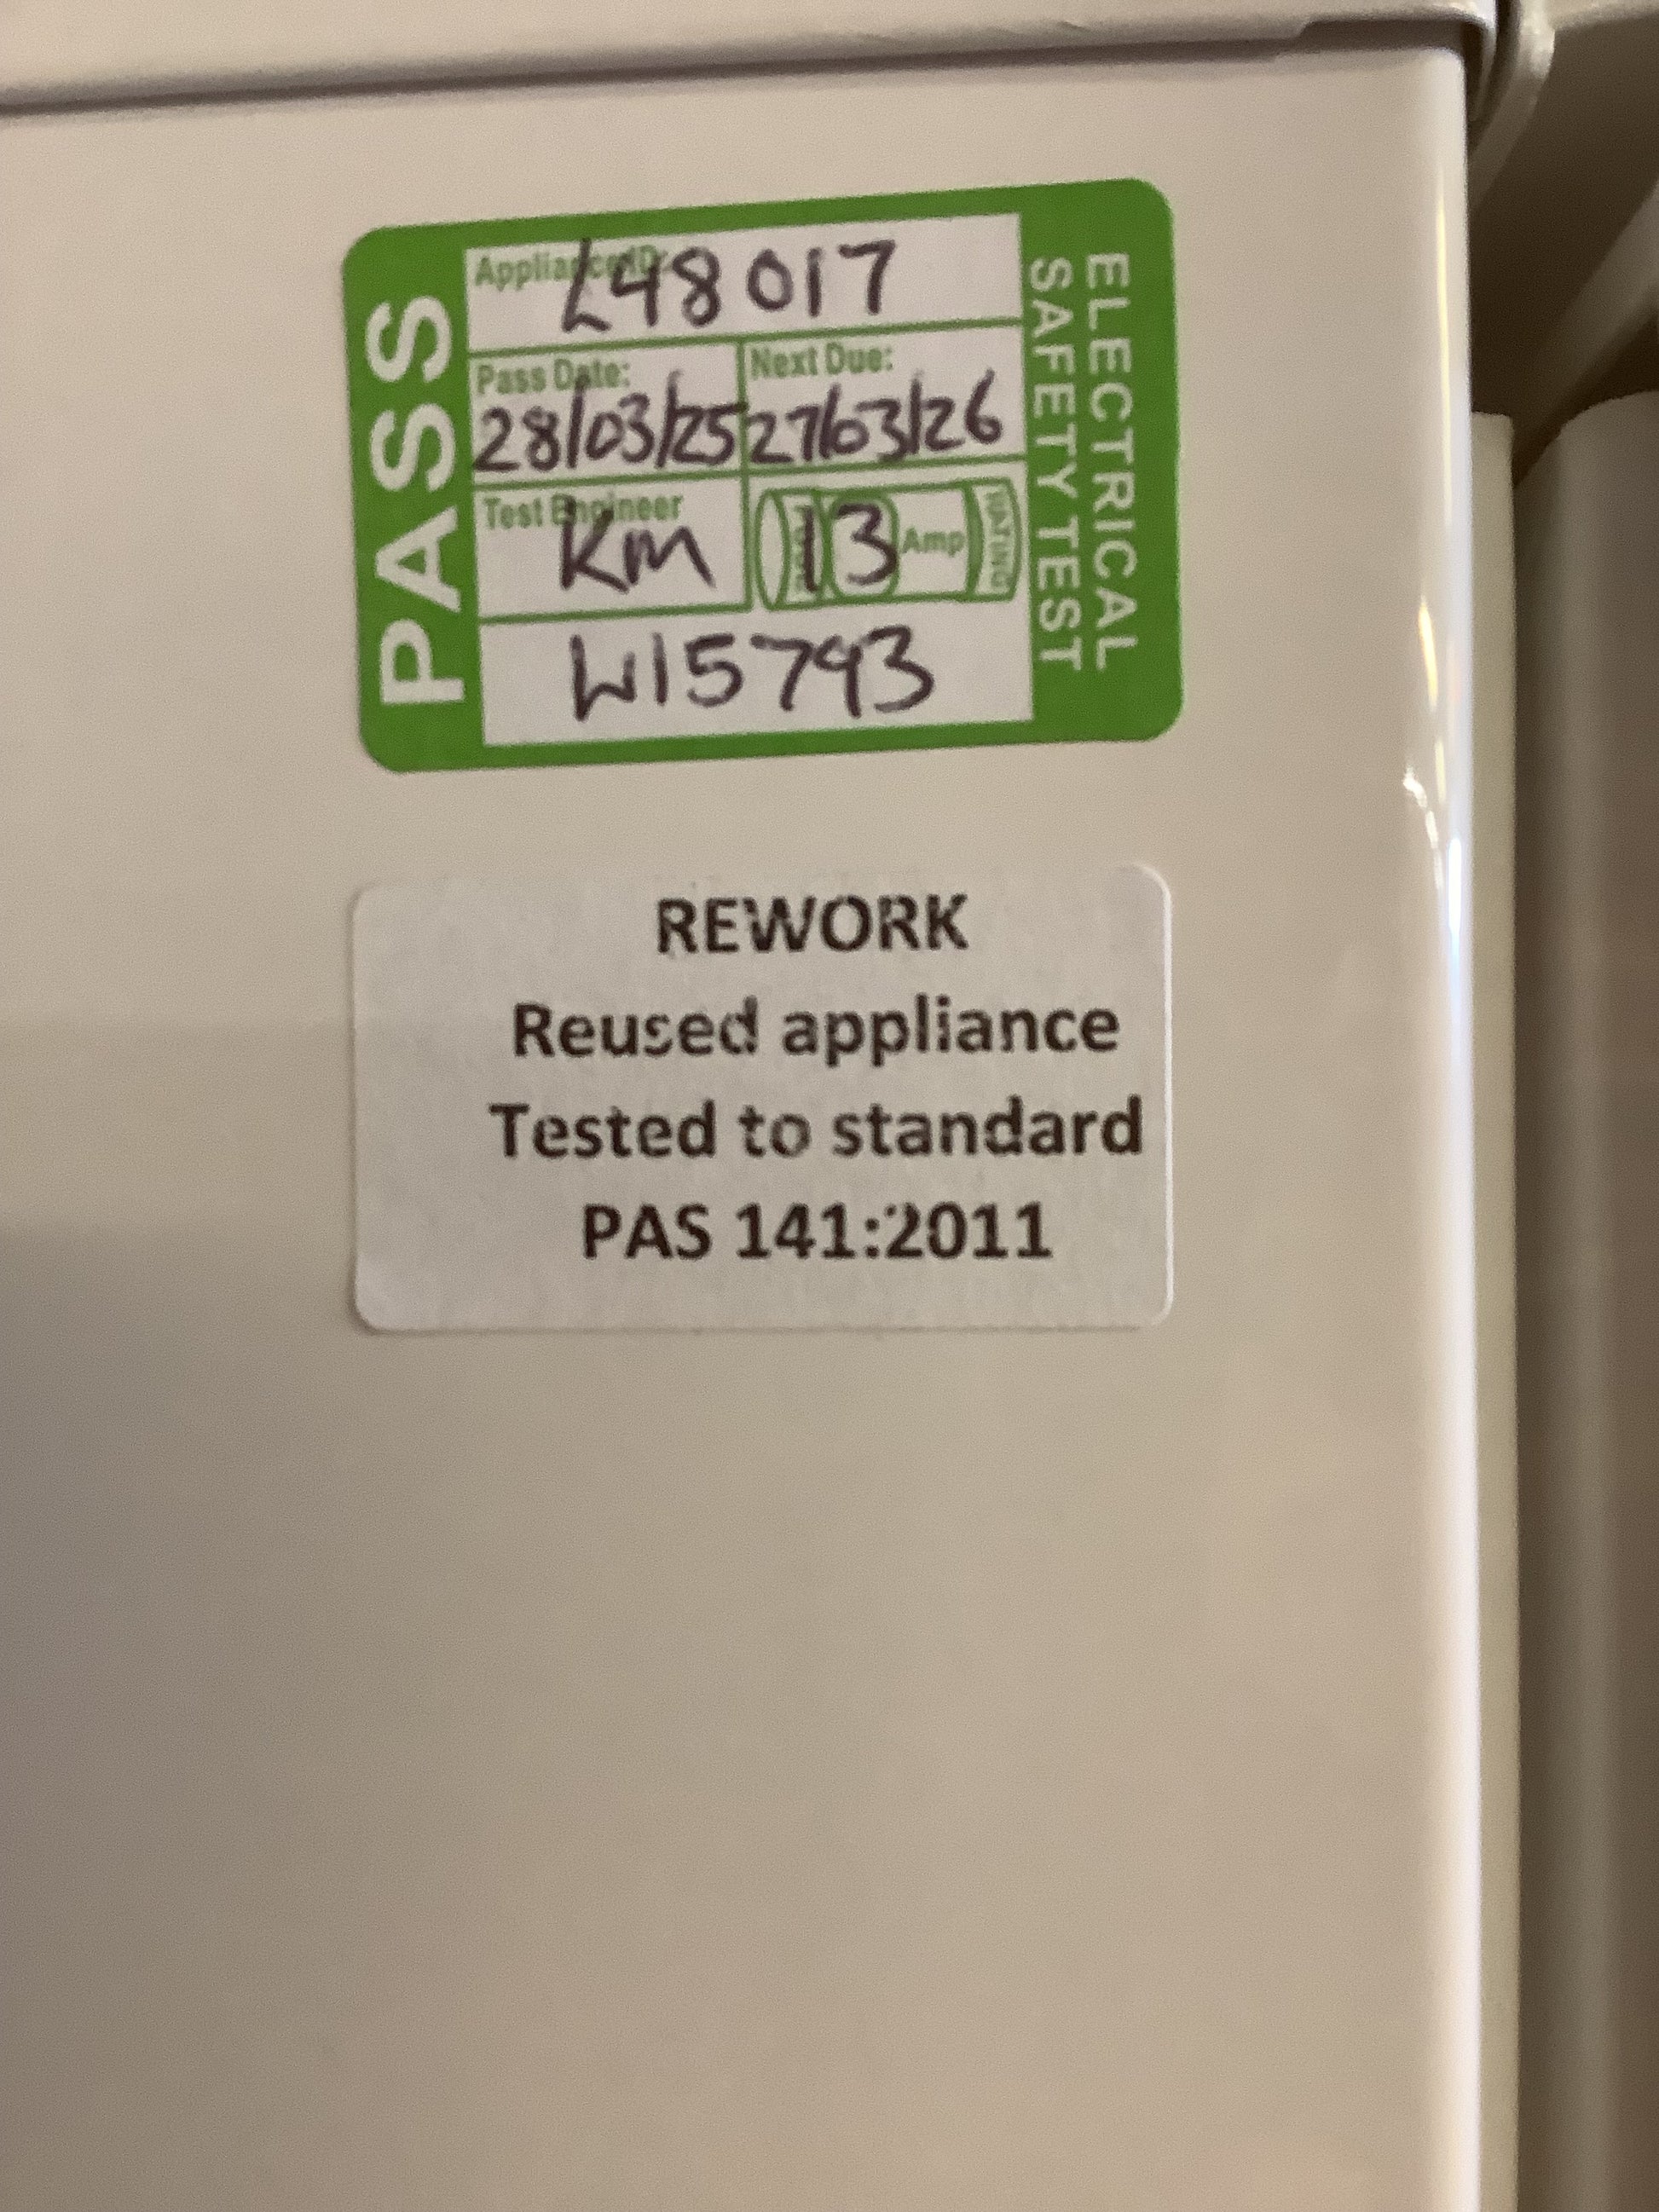 PASS
Appliance ID:
L48017
Pass Date:
28/03/25
Next Due:
27/03/26
Test Engineer
KM
13 Amp
RATING
W15793
ELECTRICAL
SAFETY TEST
REWORK
Reused appliance
Tested to standard
PAS 141:2011